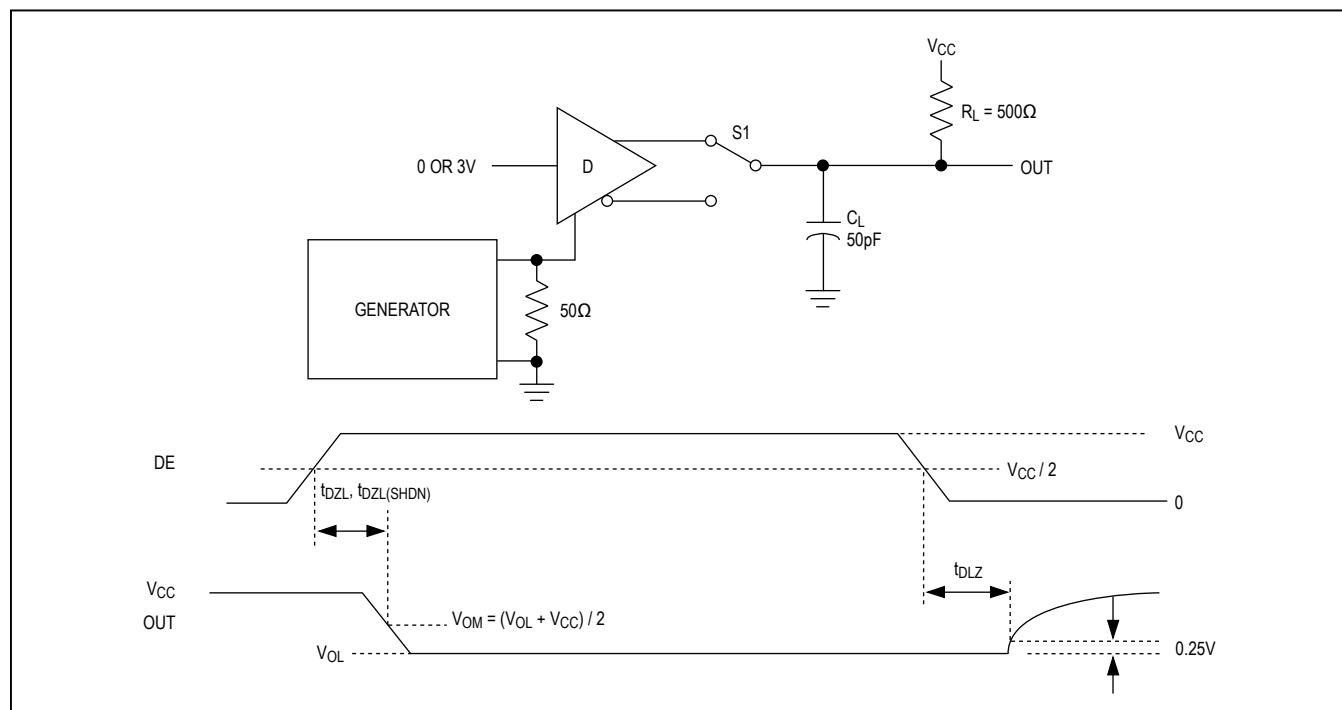 VCC
RL = 500Ω
S1
0 OR 3V
D
OUT
CL
50pF
GENERATOR
50Ω
VCC
DE
VCC / 2
tDZL, tDZL(SHDN)
0
tDLZ
VCC
OUT
VOM = (VOL + VCC) / 2
VOL
0.25V